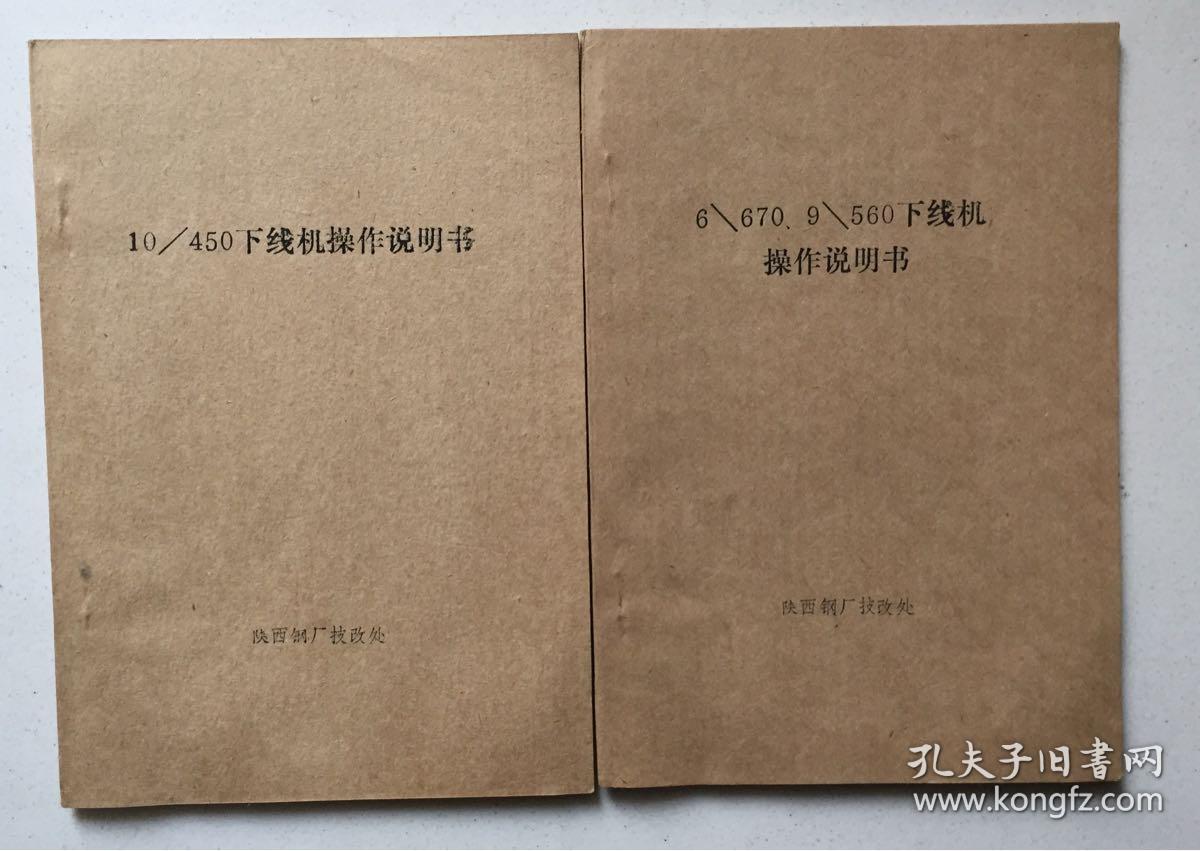 10／450下线机操作说明书
陕西钢厂技改处
6＼670、9＼560下线机
操作说明书
陕西钢厂技改处
孔夫子旧书网
www.kongfz.com